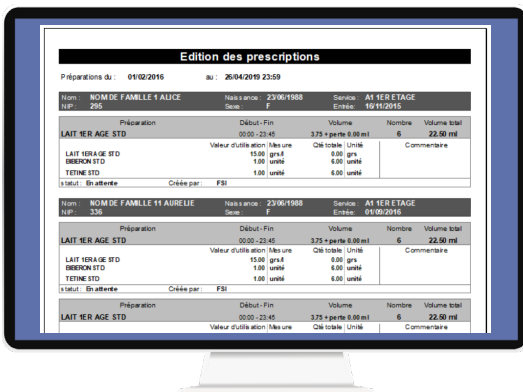 Edition des prescriptions
Préparations du : 01/02/2016 au : 26/04/2019 23:59
Nom : NOM DE FAMILLE 1 ALICE Naissance : 23/06/1988 Service : A1 1ER ETAGE
NIP : 295 Sexe : F Entrée : 16/11/2015
Préparation Début - Fin Volume Nombre Volume total
LAIT 1ER AGE STD 00:00 - 23:45 3.75 + perte 0.00 ml 6 22.50 ml
Valeur d'utilisation Mesure Qté totale Unité Commentaire
LAIT 1ER AGE STD 15.00 grs/l 0.00 grs
BIBERON STD 1.00 unité 6.00 unité
TETINE STD 1.00 unité 6.00 unité
statut : En attente Créée par : FSI
Nom : NOM DE FAMILLE 11 AURELIE Naissance : 23/06/1988 Service : A1 1ER ETAGE
NIP : 336 Sexe : F Entrée : 01/09/2016
Préparation Début - Fin Volume Nombre Volume total
LAIT 1ER AGE STD 00:00 - 23:45 3.75 + perte 0.00 ml 6 22.50 ml
Valeur d'utilisation Mesure Qté totale Unité Commentaire
LAIT 1ER AGE STD 15.00 grs/l 0.00 grs
BIBERON STD 1.00 unité 6.00 unité
TETINE STD 1.00 unité 6.00 unité
statut : En attente Créée par : FSI
Préparation Début - Fin Volume Nombre Volume total
LAIT 1ER AGE STD 00:00 - 23:45 3.75 + perte 0.00 ml 6 22.50 ml
Valeur d'utilisation Mesure Qté totale Unité Commentaire